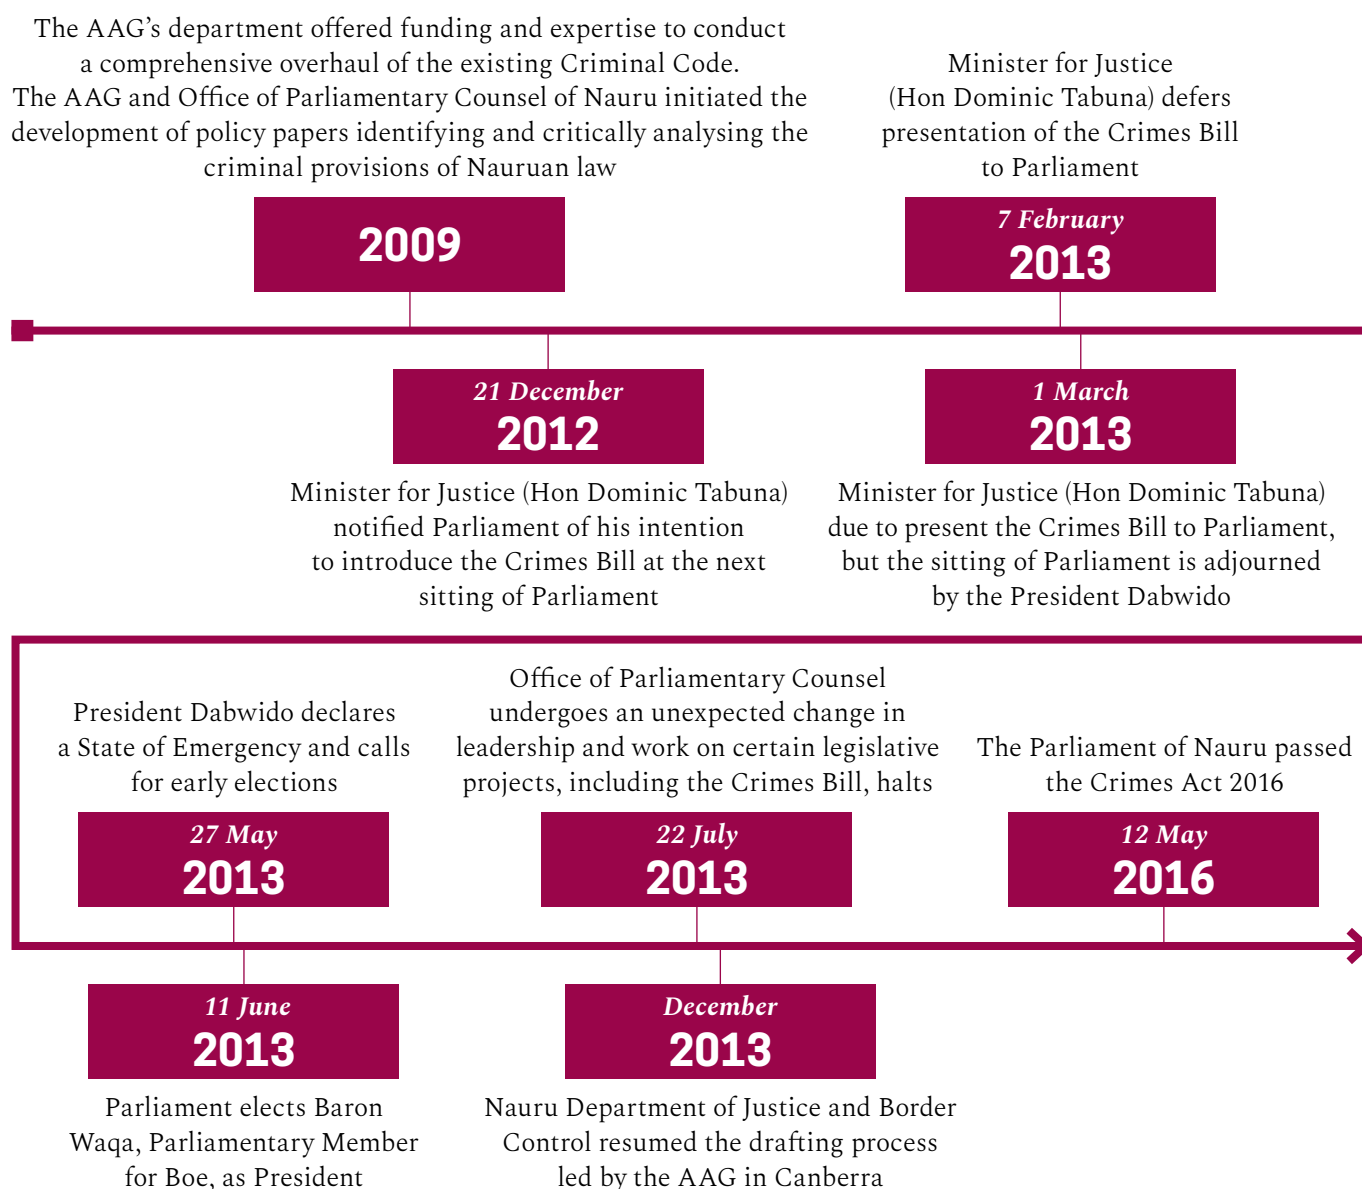 The AAG’s department offered funding and expertise to conduct
a comprehensive overhaul of the existing Criminal Code.
The AAG and Office of Parliamentary Counsel of Nauru initiated the
development of policy papers identifying and critically analysing the
criminal provisions of Nauruan law
2009
21 December
2012
Minister for Justice (Hon Dominic Tabuna)
notified Parliament of his intention
to introduce the Crimes Bill at the next
sitting of Parliament
Minister for Justice
(Hon Dominic Tabuna) defers
presentation of the Crimes Bill
to Parliament
7 February
2013
1 March
2013
Minister for Justice (Hon Dominic Tabuna)
due to present the Crimes Bill to Parliament,
but the sitting of Parliament is adjourned
by the President Dabwido
President Dabwido declares
a State of Emergency and calls
for early elections
27 May
2013
11 June
2013
Parliament elects Baron
Waqa, Parliamentary Member
for Boe, as President
Office of Parliamentary Counsel
undergoes an unexpected change in
leadership and work on certain legislative
projects, including the Crimes Bill, halts
22 July
2013
December
2013
Nauru Department of Justice and Border
Control resumed the drafting process
led by the AAG in Canberra
The Parliament of Nauru passed
the Crimes Act 2016
12 May
2016